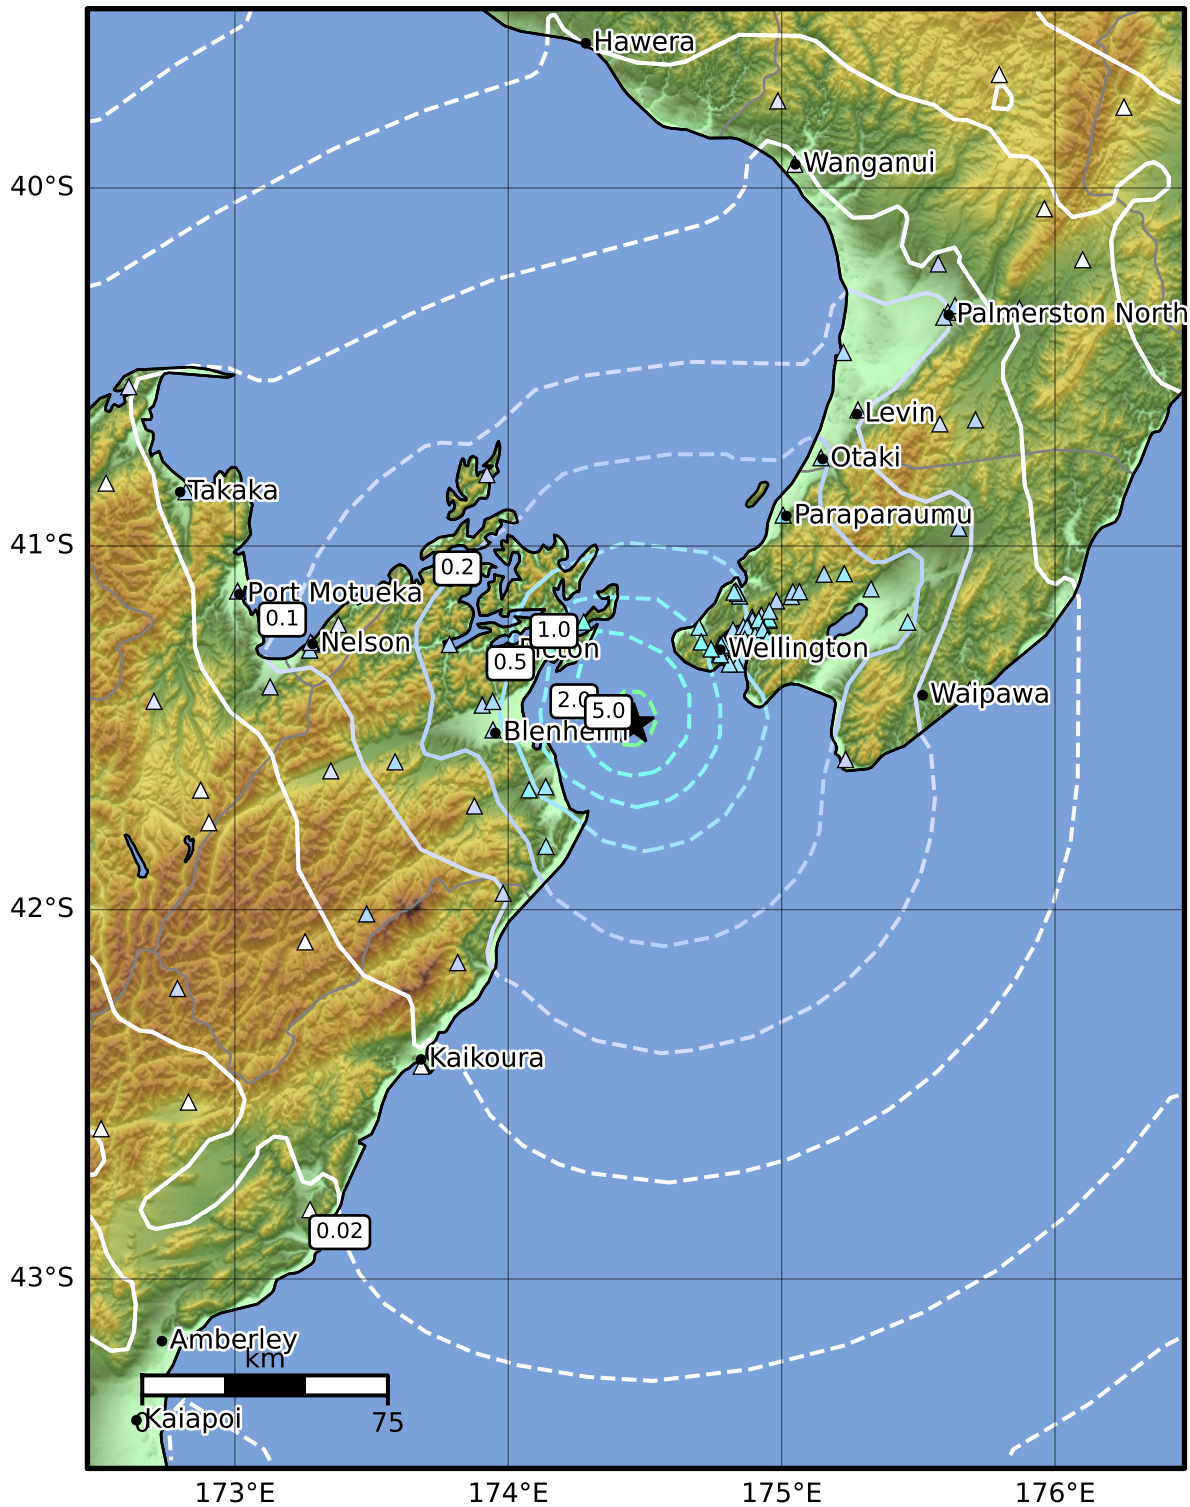 Hawera
Wanganui
40°S
Palmerston North
Levin
Otaki
Takaka
Paraparaumu
41°S
0.2
Port Motueka
0.1
1.0
Nelson
Wellington
0.5
Waipawa
2.0
5.0
Blenheim
42°S
Kaikoura
0.02
43°S
Amberley
km
0
75
Kaiapoi
173°E
174°E
175°E
176°E